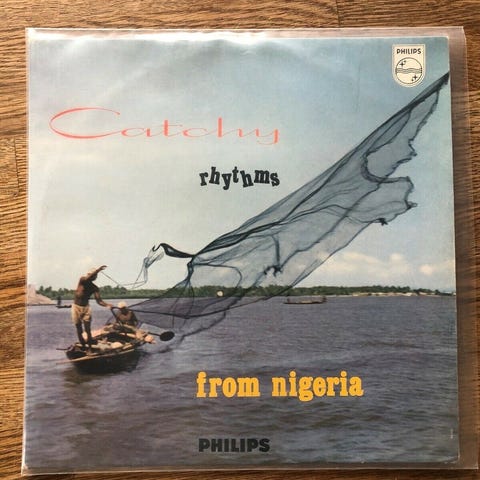 PHILIPS
Catchy
rhythms
from nigeria
PHILIPS